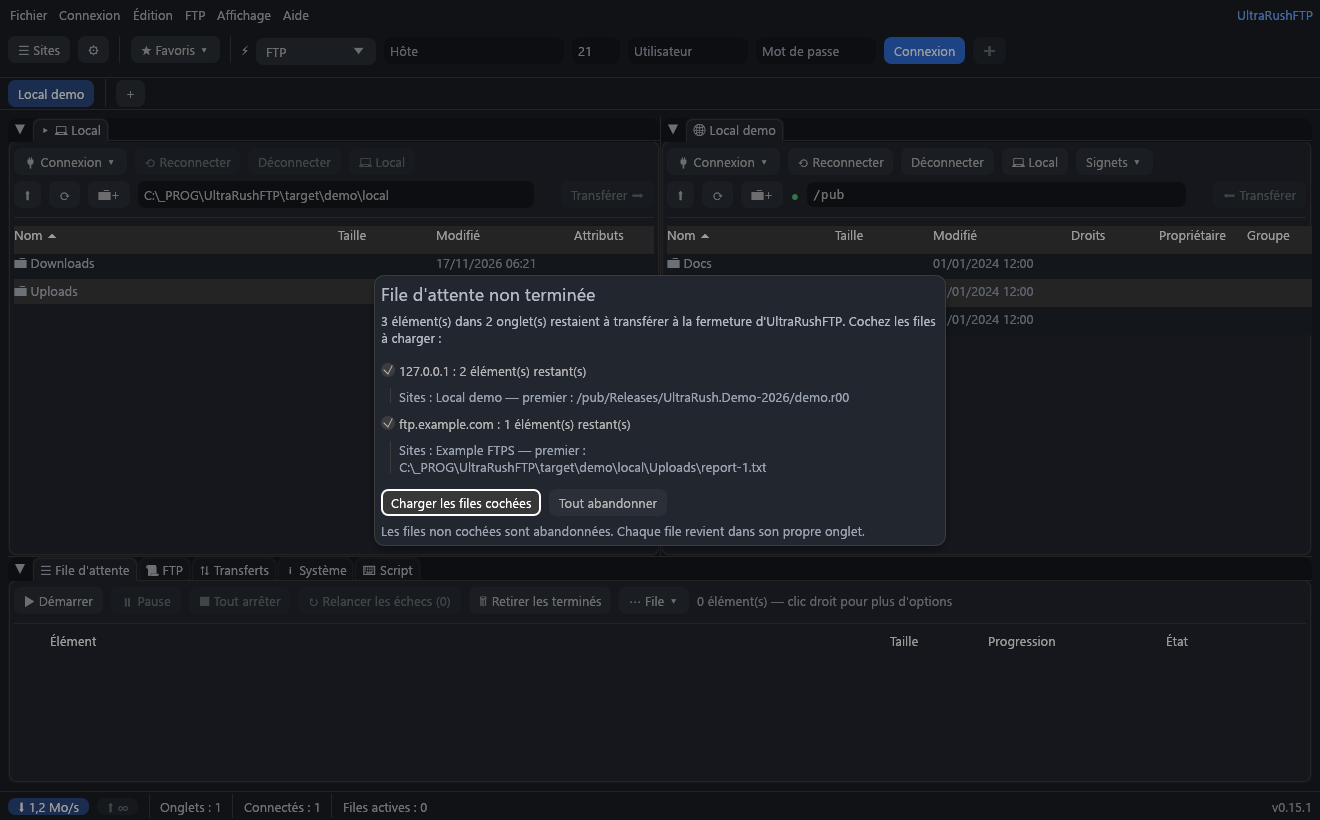 Fichier Connexion Édition FTP Affichage Aide UltraRushFTP
Sites Favoris FTP Hôte 21 Utilisateur Mot de passe Connexion +
Local demo +
Local Local demo
Connexion Reconnecter Déconnecter Local Connexion Reconnecter Déconnecter Local Signets
C:\_PROG\UltraRushFTP\target\demo\local Transférer /pub Transférer
Nom Taille Modifié Attributs Nom Taille Modifié Droits Propriétaire Groupe
Downloads 17/11/2026 06:21 Docs 01/01/2024 12:00
Uploads /01/2024 12:00
/01/2024 12:00
File d'attente non terminée
3 élément(s) dans 2 onglet(s) restaient à transférer à la fermeture d'UltraRushFTP. Cochez les files
à charger :
127.0.0.1 : 2 élément(s) restant(s)
Sites : Local demo — premier : /pub/Releases/UltraRush.Demo-2026/demo.r00
ftp.example.com : 1 élément(s) restant(s)
Sites : Example FTPS — premier :
C:\_PROG\UltraRushFTP\target\demo\local\Uploads\report-1.txt
Charger les files cochées Tout abandonner
Les files non cochées sont abandonnées. Chaque file revient dans son propre onglet.
File d'attente FTP Transferts Système Script
Démarrer Pause Tout arrêter Relancer les échecs (0) Retirer les terminés ··· File 0 élément(s) — clic droit pour plus d'options
Élément Taille Progression État
1,2 Mo/s ∞ Onglets : 1 Connectés : 1 Files actives : 0 v0.15.1